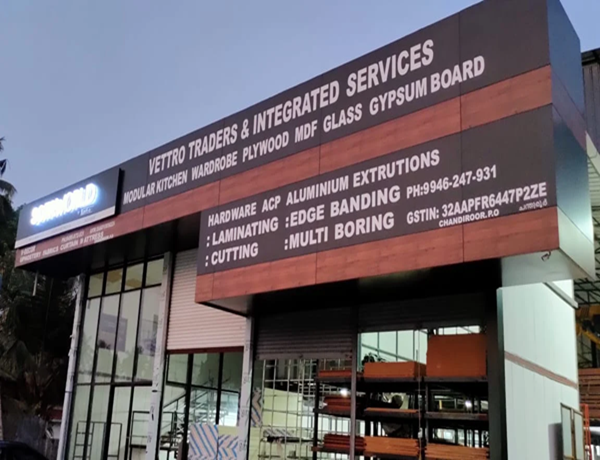 VETTRO TRADERS & INTEGRATED SERVICES
MODULAR KITCHEN WARDROBE PLYWOOD MDF GLASS GYPSUM BOARD
HARDWARE ACP ALUMINIUM EXTRUTIONS
: LAMINATING : EDGE BANDING PH:9946-247-931
: CUTTING : MULTI BORING GSTIN: 32AAPFR6447P2ZE
CHANDIROOR.P.O
CURTAIN